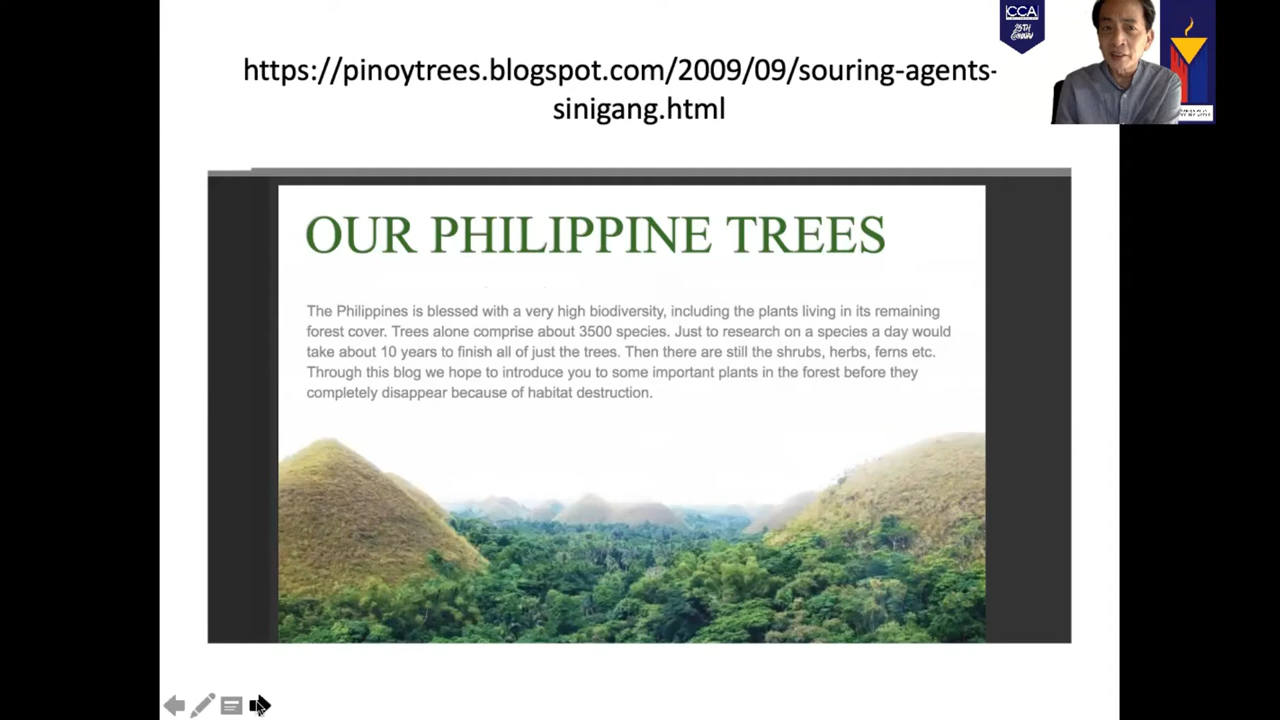 CCA
https://pinoytrees.blogspot.com/2009/09/souring-agents-
sinigang.html
OUR PHILIPPINE TREES
The Philippines is blessed with a very high biodiversity, including the plants living in its remaining
forest cover. Trees alone comprise about 3500 species. Just to research on a species a day would
take about 10 years to finish all of just the trees. Then there are still the shrubs, herbs, ferns etc.
Through this blog we hope to introduce you to some important plants in the forest before they
completely disappear because of habitat destruction.